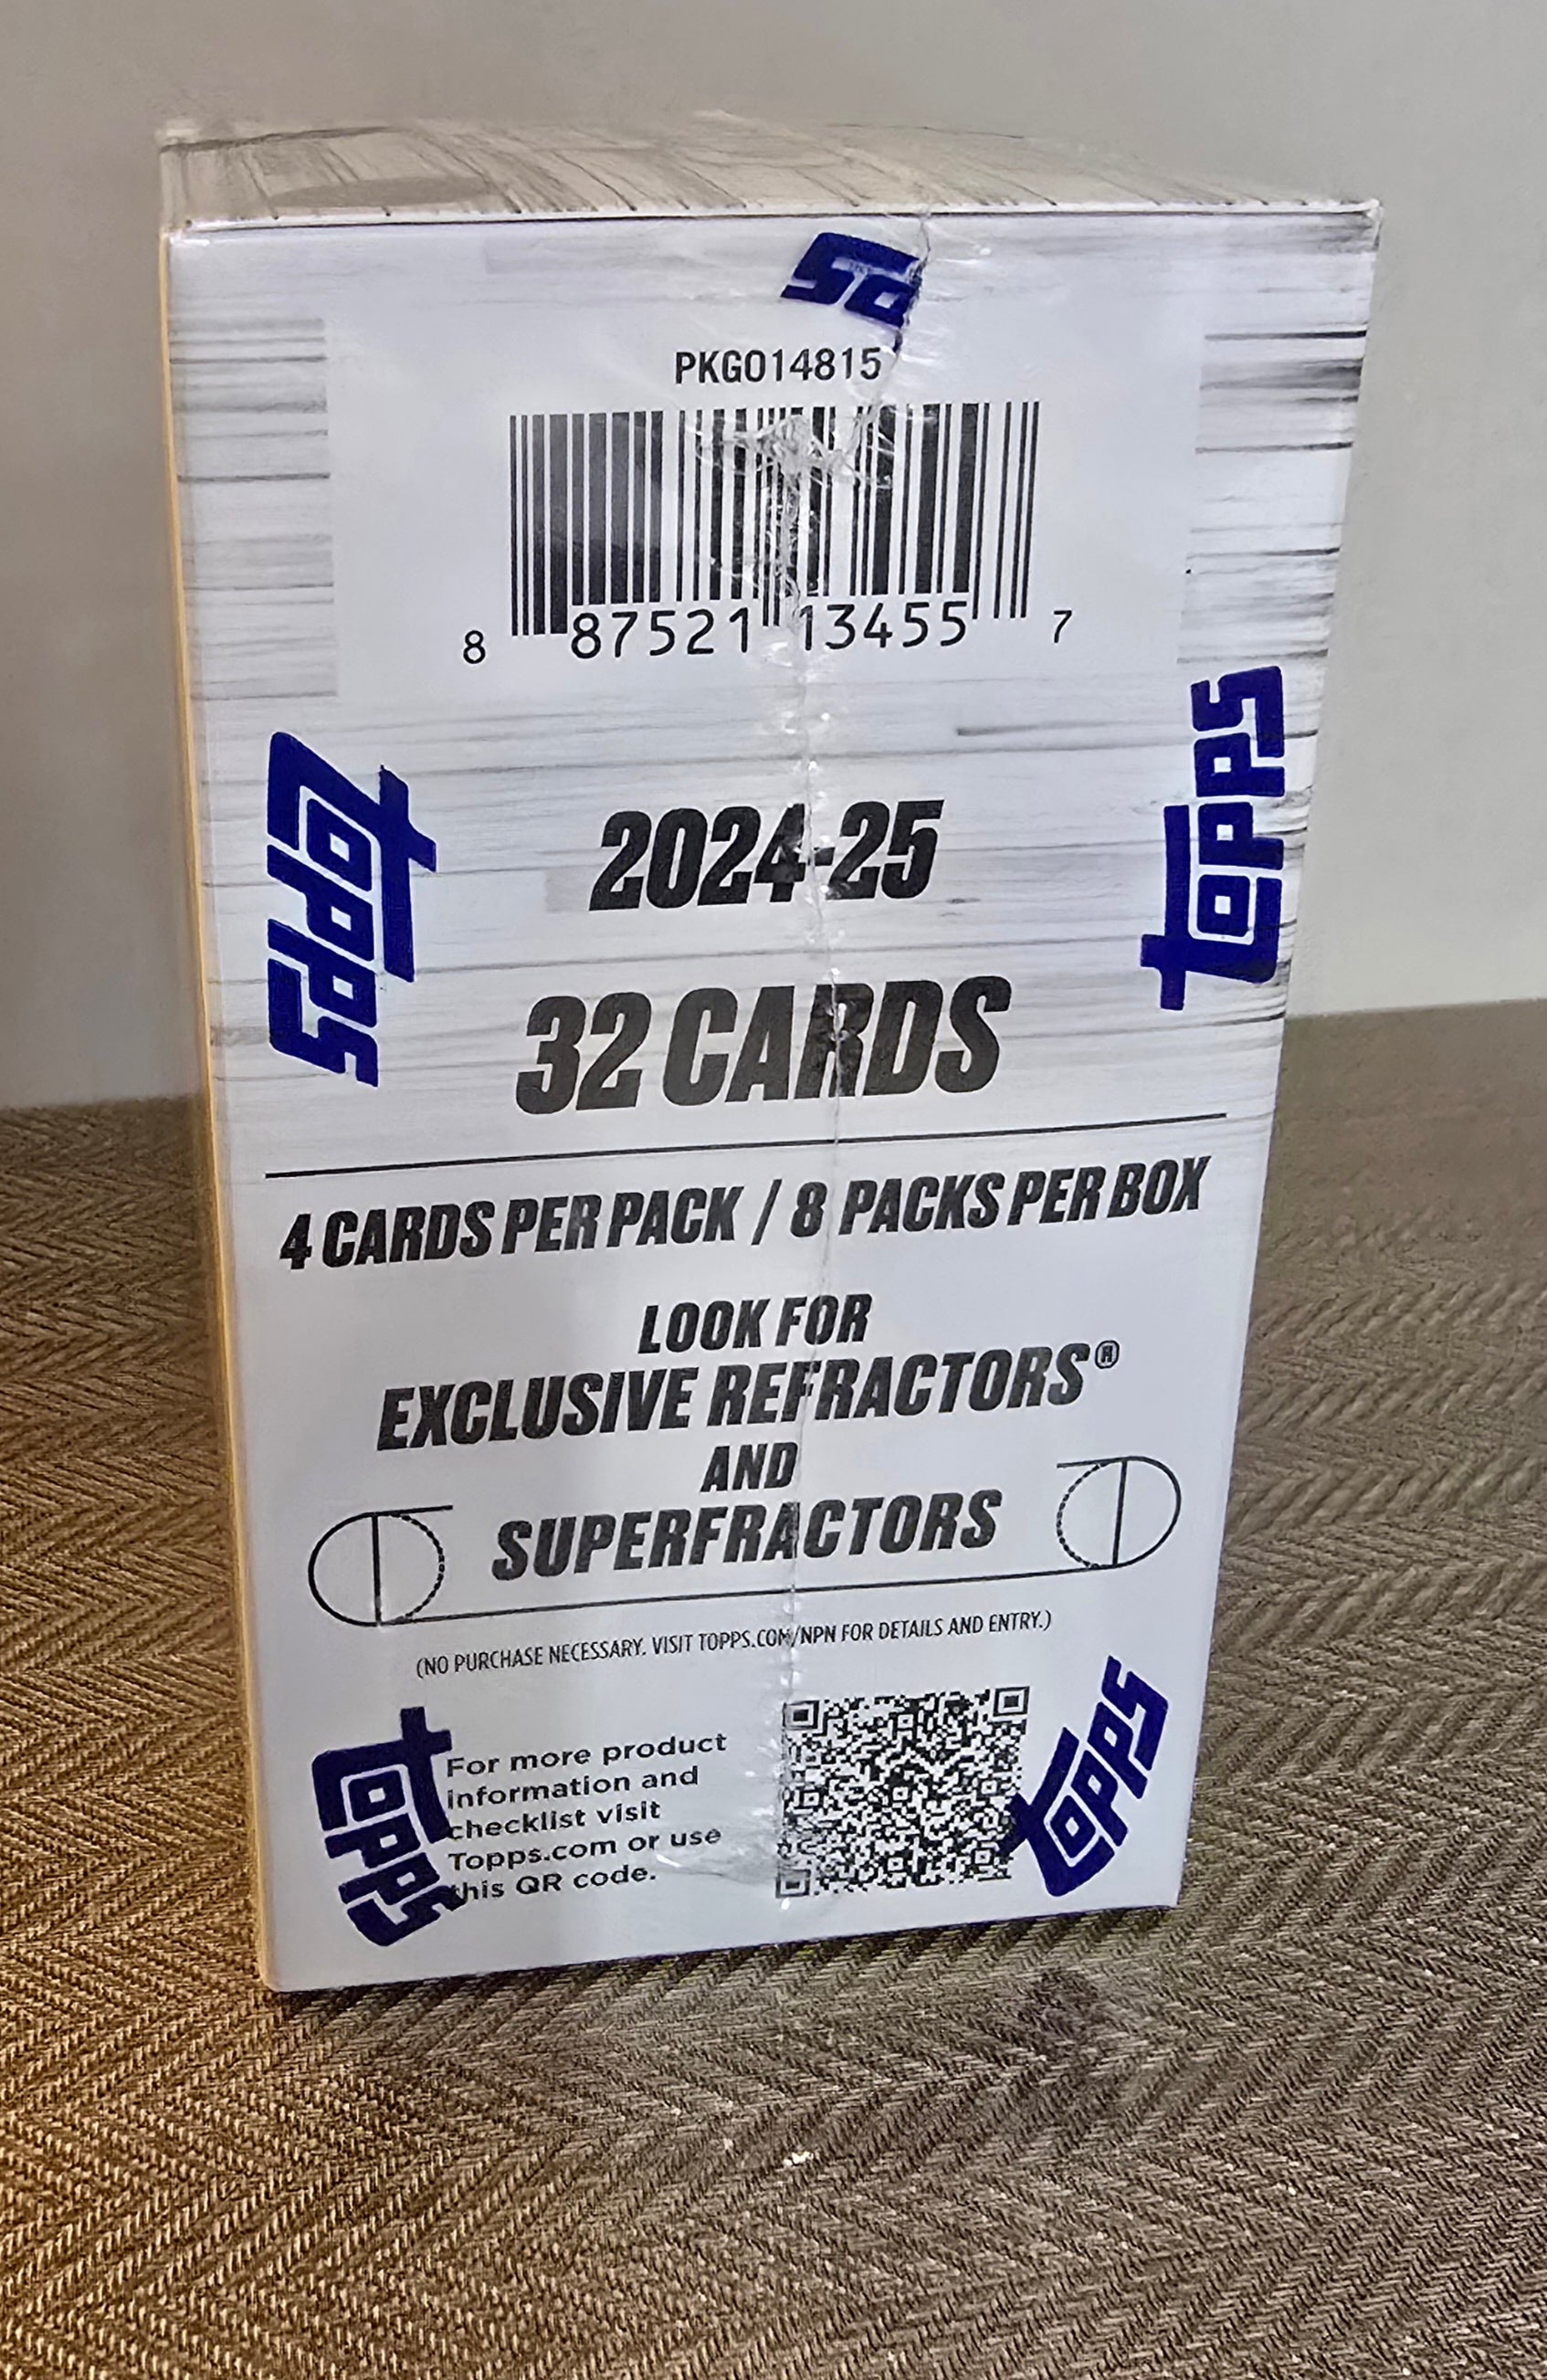 ps
PKG014815
8 87521 13455 7
topps
topps
2024-25
32 CARDS
4 CARDS PER PACK / 8 PACKS PER BOX
LOOK FOR
EXCLUSIVE REFRACTORS®
AND
SUPERFRACTORS
(NO PURCHASE NECESSARY. VISIT TOPPS.COM/NPN FOR DETAILS AND ENTRY.)
topps
For more product
information and
checklist visit
Topps.com or use
this QR code.
topps